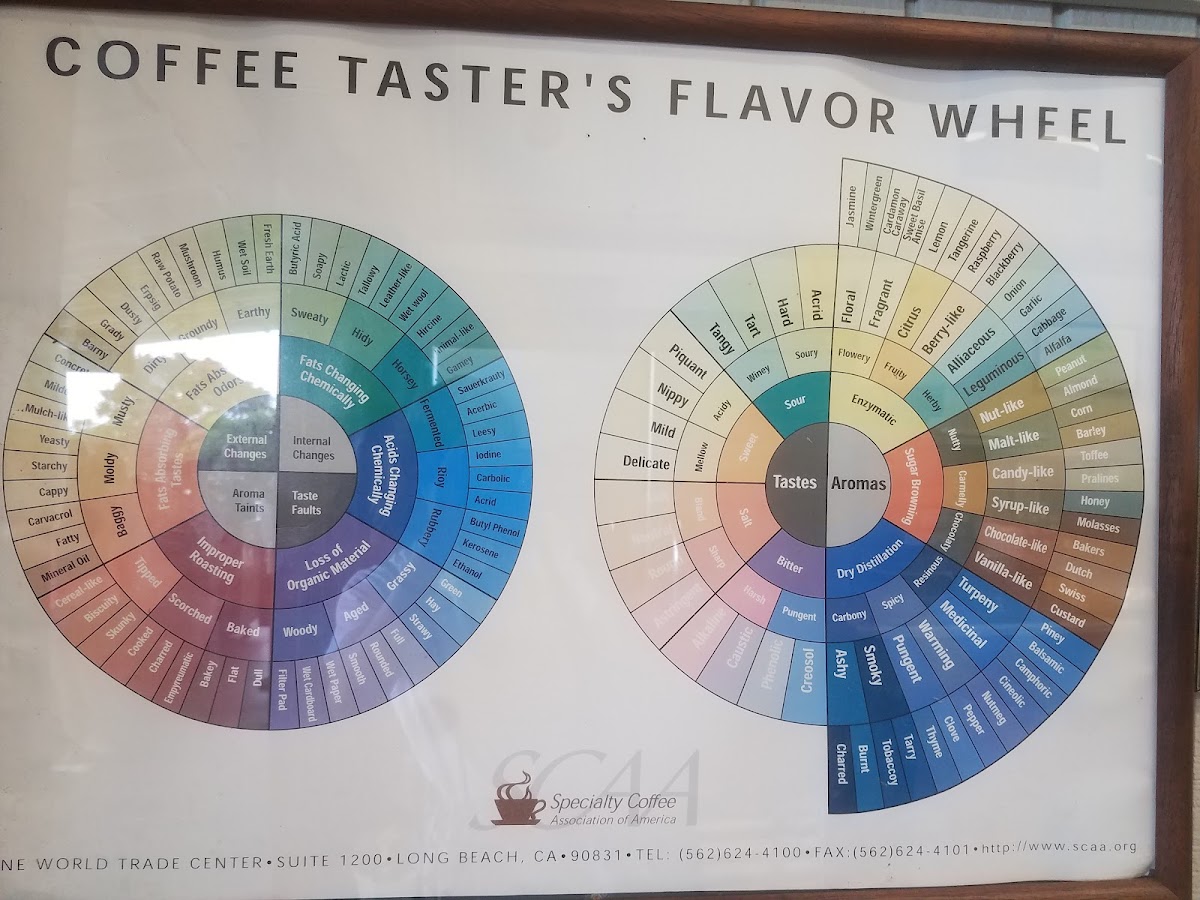 COFFEE TASTER'S FLAVOR WHEEL
External Changes
Internal Changes
Aroma Taints
Taste Faults
Fats Changing Chemically
Sweaty
Butyric Acid
Soapy
Lactic
Hidy
Tallowy
Leather-like
Wet wool
Horsey
Hircine
Animal-like
Gamey
Acids Changing Chemically
Fermented
Sauerkrauty
Acerbic
Leesy
Rioy
Iodine
Carbolic
Acrid
Rubbery
Butyl Phenol
Kerosene
Ethanol
Loss of Organic Material
Grassy
Green
Hay
Strawy
Aged
Full
Rounded
Smooth
Woody
Wet Paper
Wet Cardboard
Filter Pad
Improper Roasting
Baked
Dull
Flat
Bakey
Scorched
Empyreumatic
Charred
Cooked
Tipped
Skunky
Biscuity
Cereal-like
Fats Absorbing Tastes
Baggy
Mineral Oil
Fatty
Carvacrol
Moldy
Cappy
Starchy
Yeasty
Musty
Mulch-like
Concrete
Fats Abs
Odors
Dirty
Barny
Grady
Dusty
Groundy
Raw Potato
Mushroom
Earthy
Humus
Wet Soil
Fresh Earth
Tastes
Aromas
Sour
Soury
Acrid
Hard
Winey
Tart
Tangy
Sweet
Acidy
Piquant
Nippy
Mellow
Mild
Delicate
Salt
Bland
Neutral
Sharp
Astringent
Alkaline
Bitter
Harsh
Caustic
Phenolic
Pungent
Creosol
Enzymatic
Flowery
Floral
Jasmine
Wintergreen
Fragrant
Cardamon Caraway
Sweet Basil Anise
Fruity
Citrus
Lemon
Tangerine
Berry-like
Raspberry
Blackberry
Herby
Alliaceous
Onion
Garlic
Leguminous
Cabbage
Alfalfa
Sugar Browning
Nutty
Nut-like
Peanut
Almond
Malt-like
Corn
Barley
Carmelly
Candy-like
Toffee
Pralines
Syrup-like
Honey
Molasses
Chocolaty
Chocolate-like
Bakers
Dutch
Vanilla-like
Swiss
Custard
Dry Distillation
Resinous
Turpeny
Piney
Balsamic
Medicinal
Camphoric
Cineolic
Spicy
Warming
Nutmeg
Pepper
Pungent
Clove
Thyme
Carbony
Smoky
Tarry
Tobaccoy
Ashy
Burnt
Charred
SCAA
Specialty Coffee
Association of America
NE WORLD TRADE CENTER•SUITE 1200•LONG BEACH, CA•90831•TEL: (562)624-4100•FAX:(562)624-4101•http://www.scaa.org